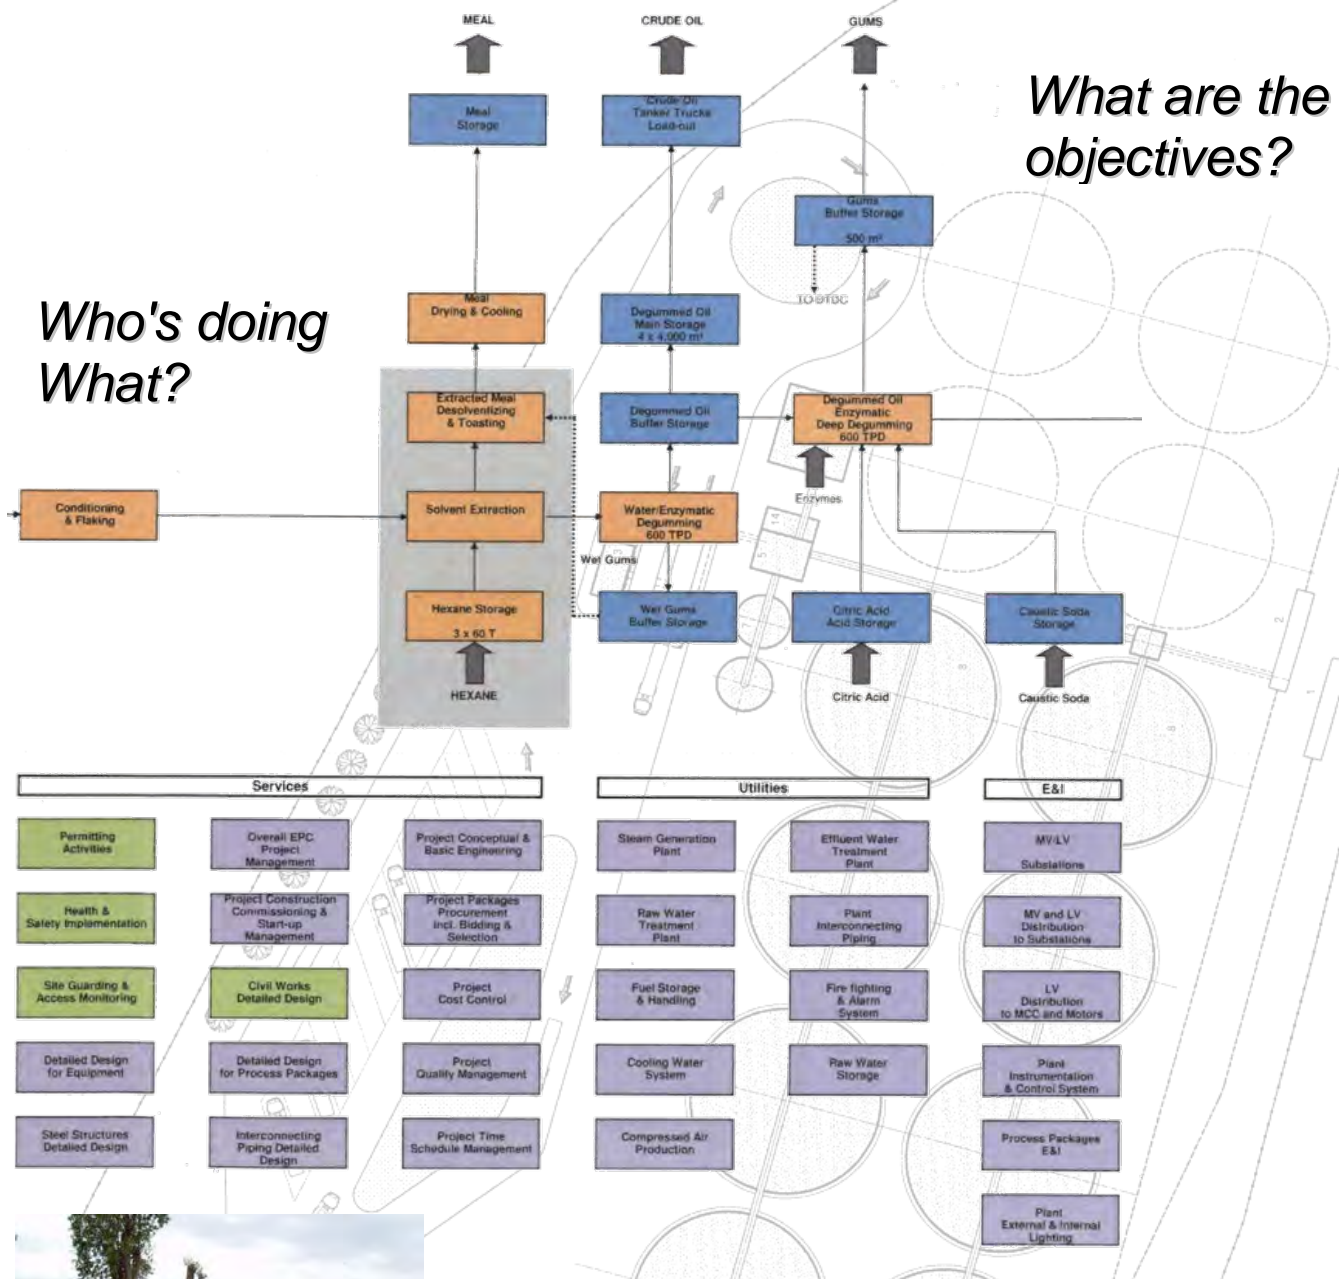 MEAL
CRUDE OIL
GUMS
What are the
objectives?
Meal
Storage
Crude Oil
Tanker Trucks
Load-out
Gums
Buffer Storage
500 m³
Who's doing
What?
Meal
Drying & Cooling
Degummed Oil
Main Storage
4 x 4,000 m³
Extracted Meal
Desolventizing
& Toasting
Degummed Oil
Buffer Storage
Degummed Oil
Enzymatic
Deep Degumming
600 TPD
Enzymes
Conditioning
& Flaking
Solvent Extraction
Water/Enzymatic
Degumming
600 TPD
Wet Gums
Hexane Storage
3 x 60 T
Wet Gums
Buffer Storage
Citric Acid
Acid Storage
Caustic Soda
Storage
HEXANE
Citric Acid
Caustic Soda
Services
Utilities
E&I
Permitting
Activities
Overall EPC
Project
Management
Project Conceptual &
Basic Engineering
Steam Generation
Plant
Effluent Water
Treatment
Plant
MV-LV
Substations
Health &
Safety Implementation
Project Construction
Commissioning &
Start-up
Management
Project Packages
Procurement
incl. Bidding &
Selection
Raw Water
Treatment
Plant
Plant
Interconnecting
Piping
MV and LV
Distribution
to Substations
Site Guarding &
Access Monitoring
Civil Works
Detailed Design
Project
Cost Control
Fuel Storage
& Handling
Fire fighting
& Alarm
System
LV
Distribution
to MCC and Motors
Detailed Design
for Equipment
Detailed Design
for Process Packages
Project
Quality Management
Cooling Water
System
Raw Water
Storage
Plant
Instrumentation
& Control System
Steel Structures
Detailed Design
Interconnecting
Piping Detailed
Design
Project Time
Schedule Management
Compressed Air
Production
Process Packages
E&I
Plant
External & Internal
Lighting